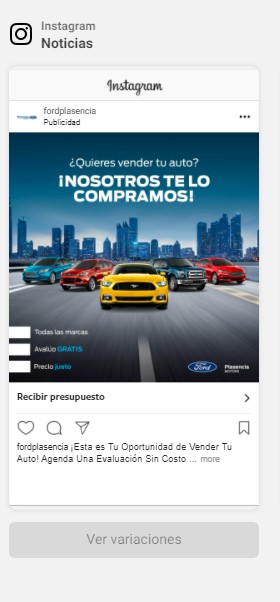 Instagram
Noticias
Instagram
fordplasencia
Publicidad
¿Quieres vender tu auto?
¡NOSOTROS TE LO
COMPRAMOS!
Todas las marcas
Avalúo GRATIS
Precio justo
Ford
Plasencia
Recibir presupuesto
fordplasencia ¡Esta es Tu Oportunidad de Vender Tu
Auto! Agenda Una Evaluación Sin Costo ... more
Ver variaciones